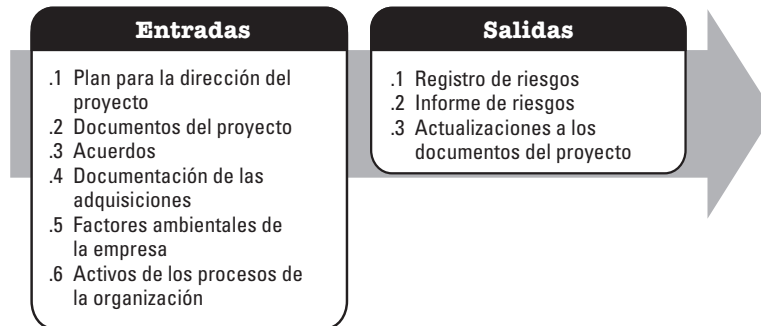 Entradas
.1 Plan para la dirección del
proyecto
.2 Documentos del proyecto
.3 Acuerdos
.4 Documentación de las
adquisiciones
.5 Factores ambientales de
la empresa
.6 Activos de los procesos de
la organización
Salidas
.1 Registro de riesgos
.2 Informe de riesgos
.3 Actualizaciones a los
documentos del proyecto